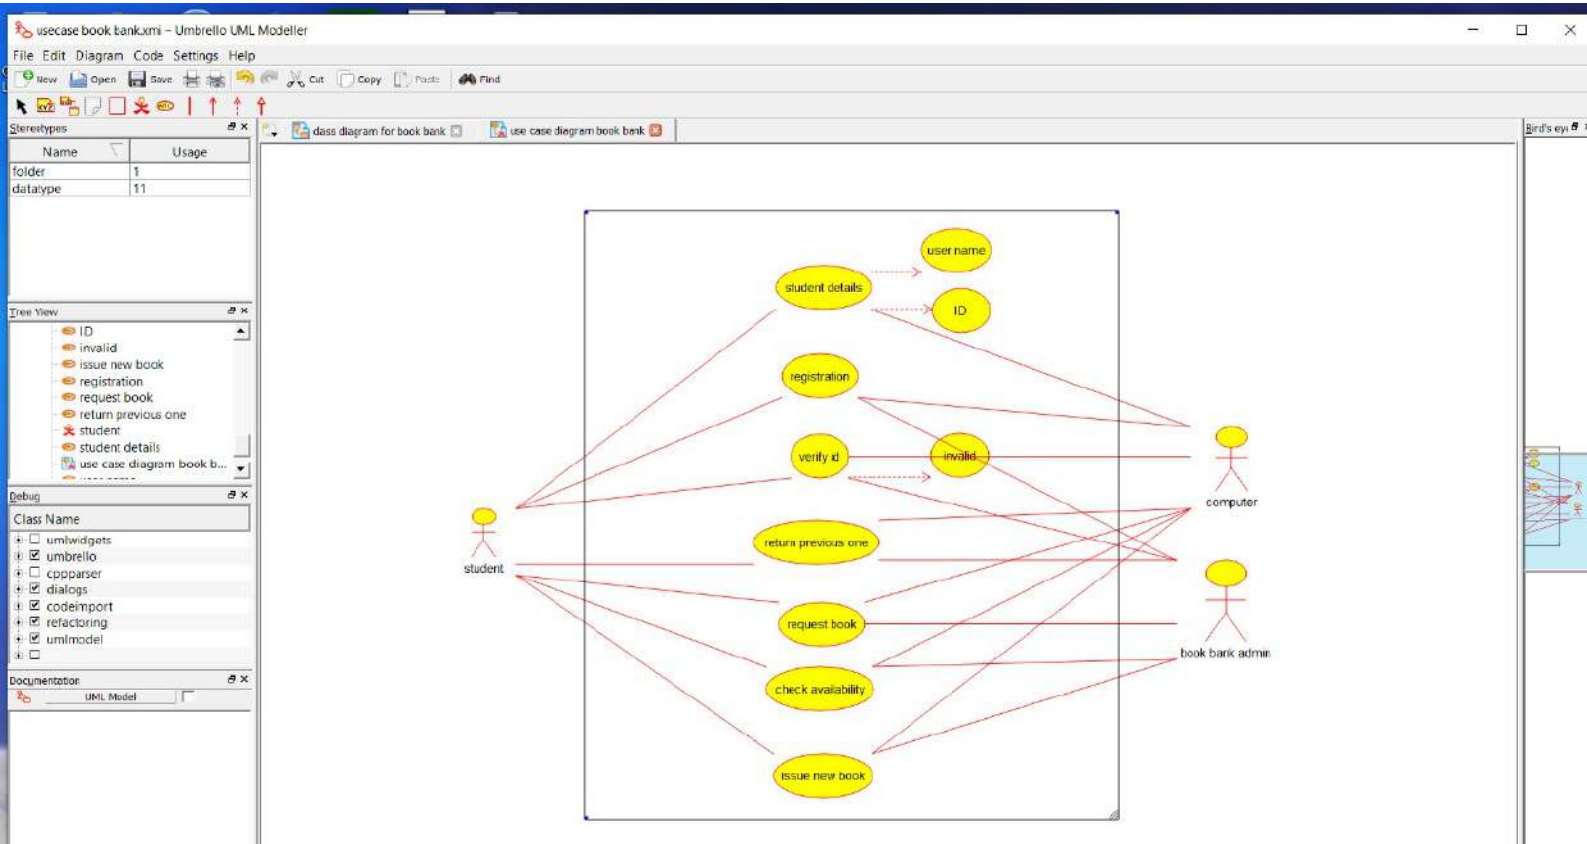 usecase book bank.xmi – Umbrello UML Modeller
File Edit Diagram Code Settings Help
New Open Save Cut Copy Paste Find
Stereotypes
Name Usage
folder 1
datatype 11
class diagram for book bank
use case diagram book bank
Bird's eye
Tree View
ID
invalid
issue new book
registration
request book
return previous one
student
student details
use case diagram book b...
Debug
Class Name
umlwidgets
umbrello
cppparser
dialogs
codeimport
refactoring
umlmodel
Documentation
UML Model
user name
student details
ID
registration
verify id
invalid
computer
return previous one
student
request book
book bank admin
check availability
issue new book